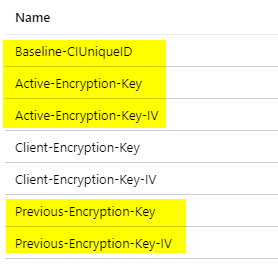 Name
Baseline-CIUniqueID
Active-Encryption-Key
Active-Encryption-Key-IV
Client-Encryption-Key
Client-Encryption-Key-IV
Previous-Encryption-Key
Previous-Encryption-Key-IV